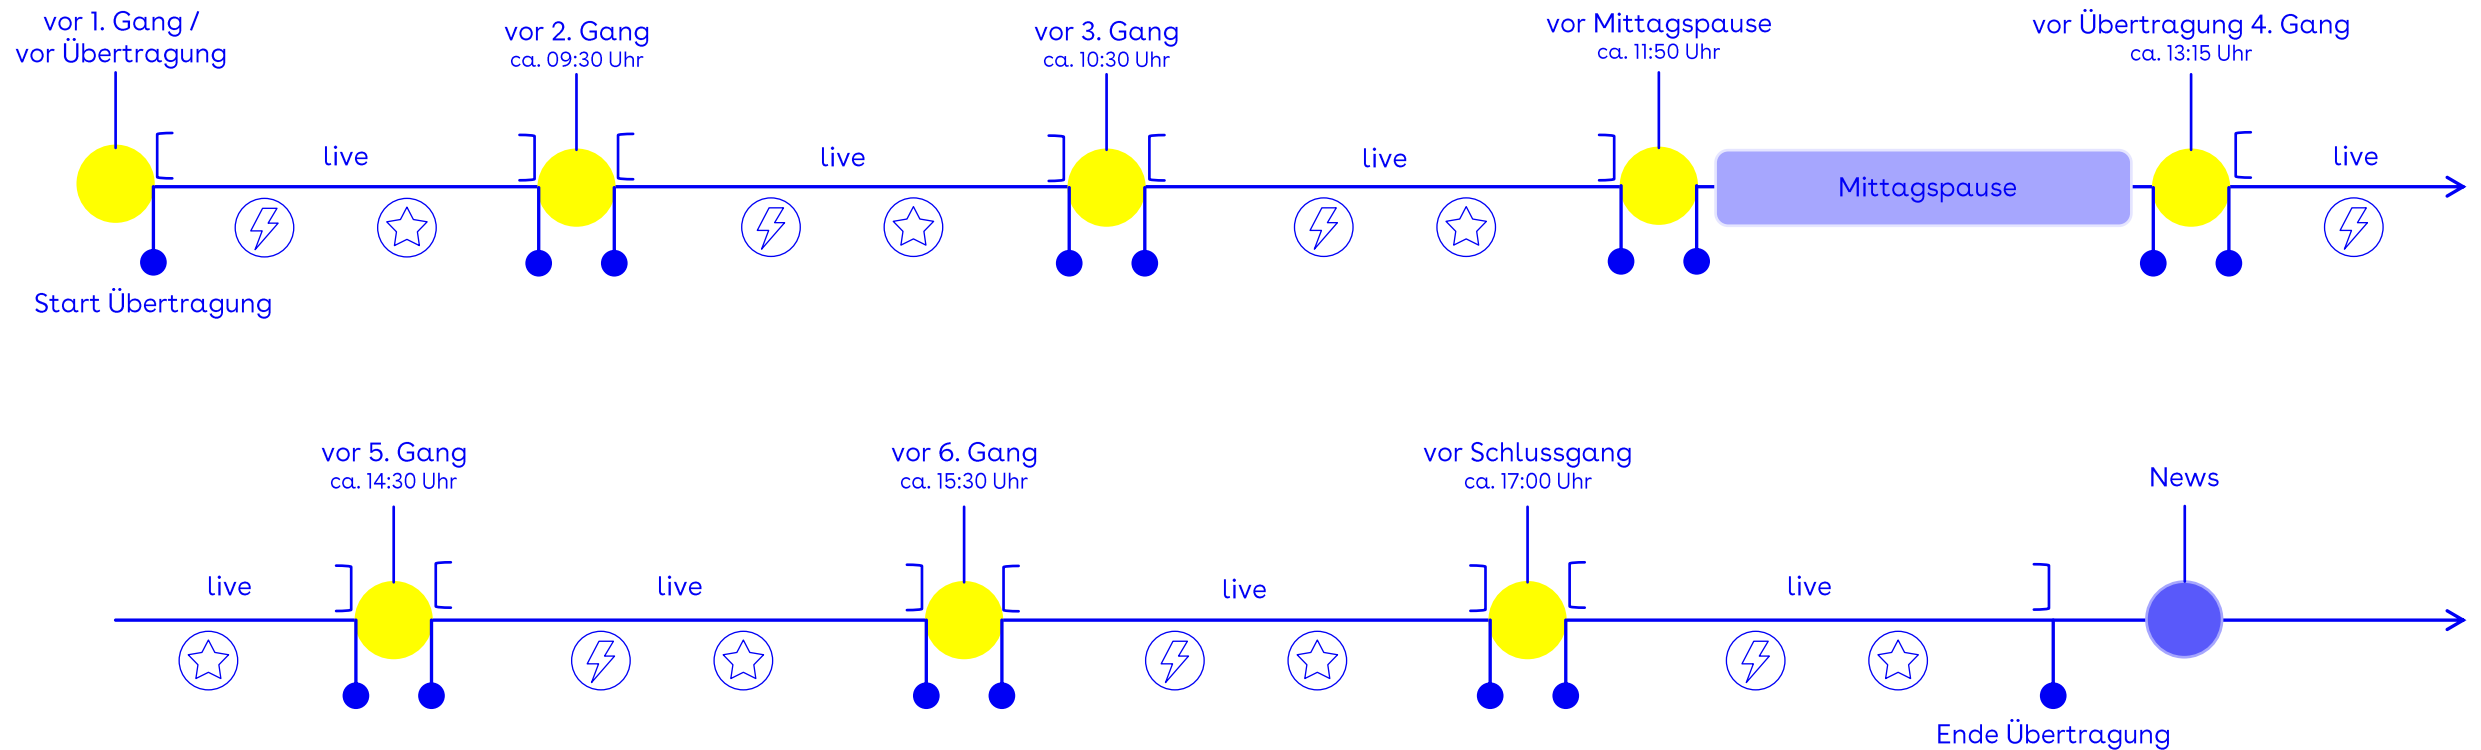 vor 1. Gang /
vor Übertragung
vor 2. Gang
ca. 09:30 Uhr
vor 3. Gang
ca. 10:30 Uhr
vor Mittagspause
ca. 11:50 Uhr
vor Übertragung 4. Gang
ca. 13:15 Uhr
live
live
live
live
Mittagspause
Start Übertragung
vor 5. Gang
ca. 14:30 Uhr
vor 6. Gang
ca. 15:30 Uhr
vor Schlussgang
ca. 17:00 Uhr
News
live
live
live
live
Ende Übertragung